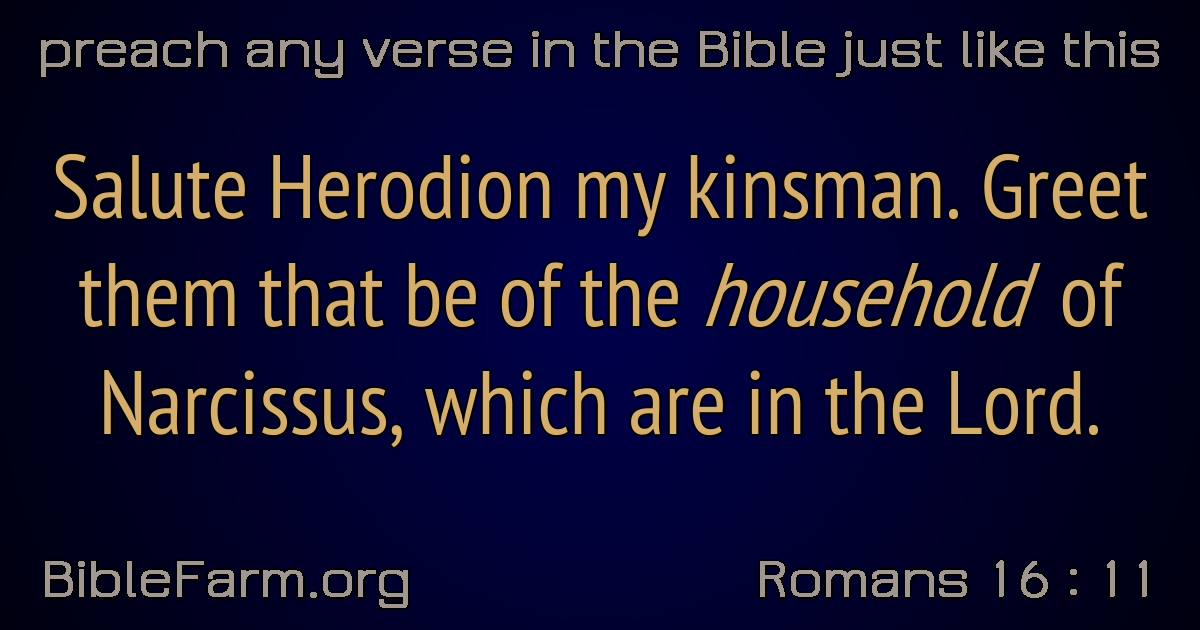 preach any verse in the Bible just like this
Salute Herodion my kinsman. Greet
them that be of the household of
Narcissus, which are in the Lord.
BibleFarm.org
Romans 16 : 11